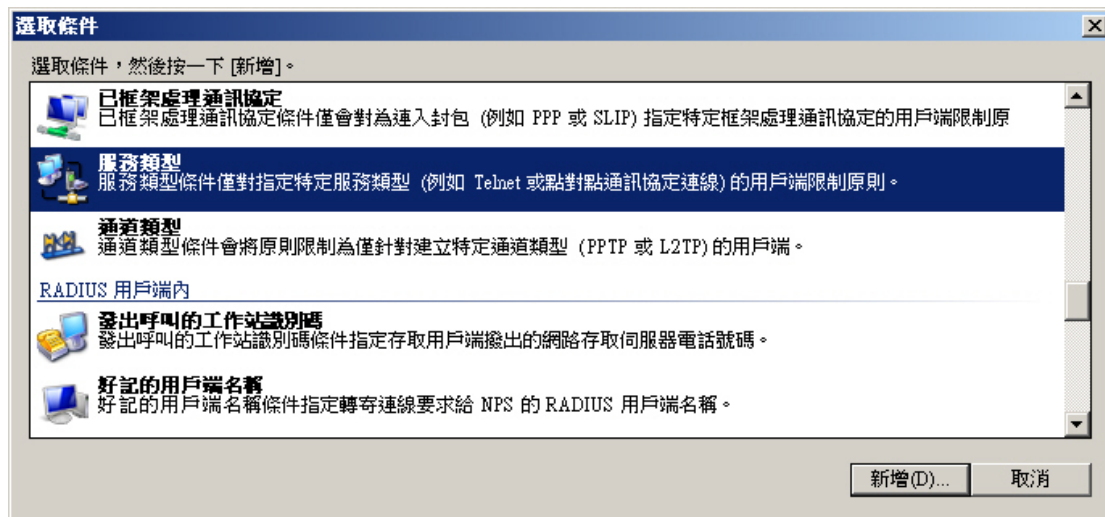 選取條件
選取條件，然後按一下 [新增]。
已框架處理通訊協定
已框架處理通訊協定條件僅會對為連入封包 (例如 PPP 或 SLIP) 指定特定框架處理通訊協定的用戶端限制原
服務類型
服務類型條件僅對指定特定服務類型 (例如 Telnet 或點對點通訊協定連線) 的用戶端限制原則。
通道類型
通道類型條件會將原則限制為僅針對建立特定通道類型 (PPTP 或 L2TP) 的用戶端。
RADIUS 用戶端內
發出呼叫的工作站識別碼
發出呼叫的工作站識別碼條件指定存取用戶端撥出的網路存取伺服器電話號碼。
好記的用戶端名稱
好記的用戶端名稱條件指定轉寄連線要求給 NPS 的 RADIUS 用戶端名稱。
新增(D)... 取消